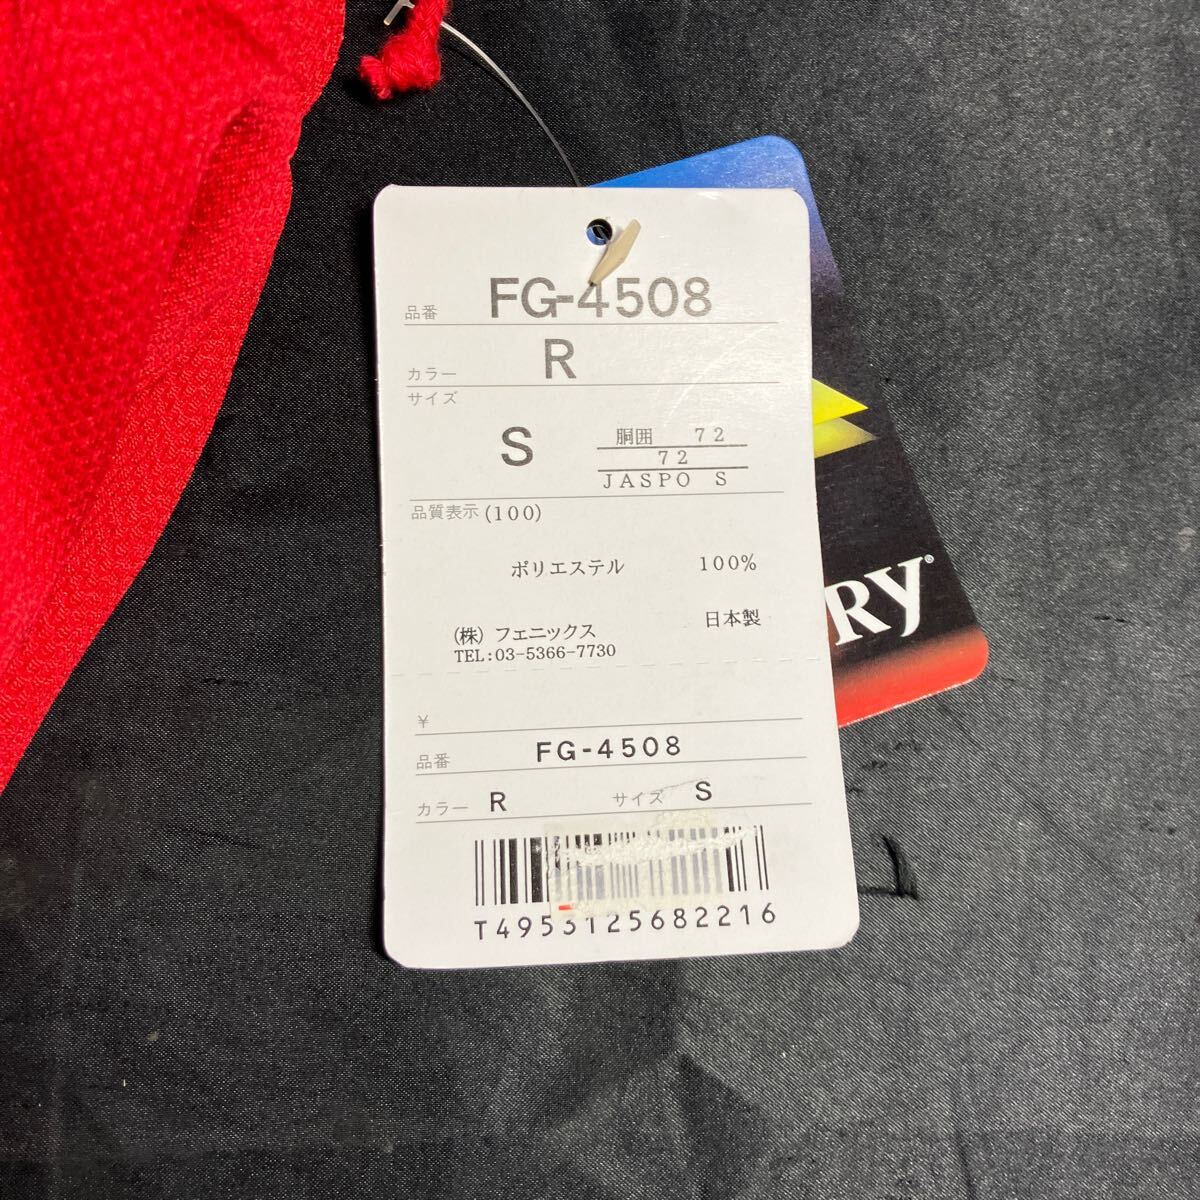 品番 FG-4508
カラー R
サイズ
S 胴囲 72
72
JASPO S
品質表示 (100)
ポリエステル 100%
(株) フェニックス 日本製
TEL:03-5366-7730
¥
品番 FG-4508
カラー R サイズ S
T4953125682216
RY